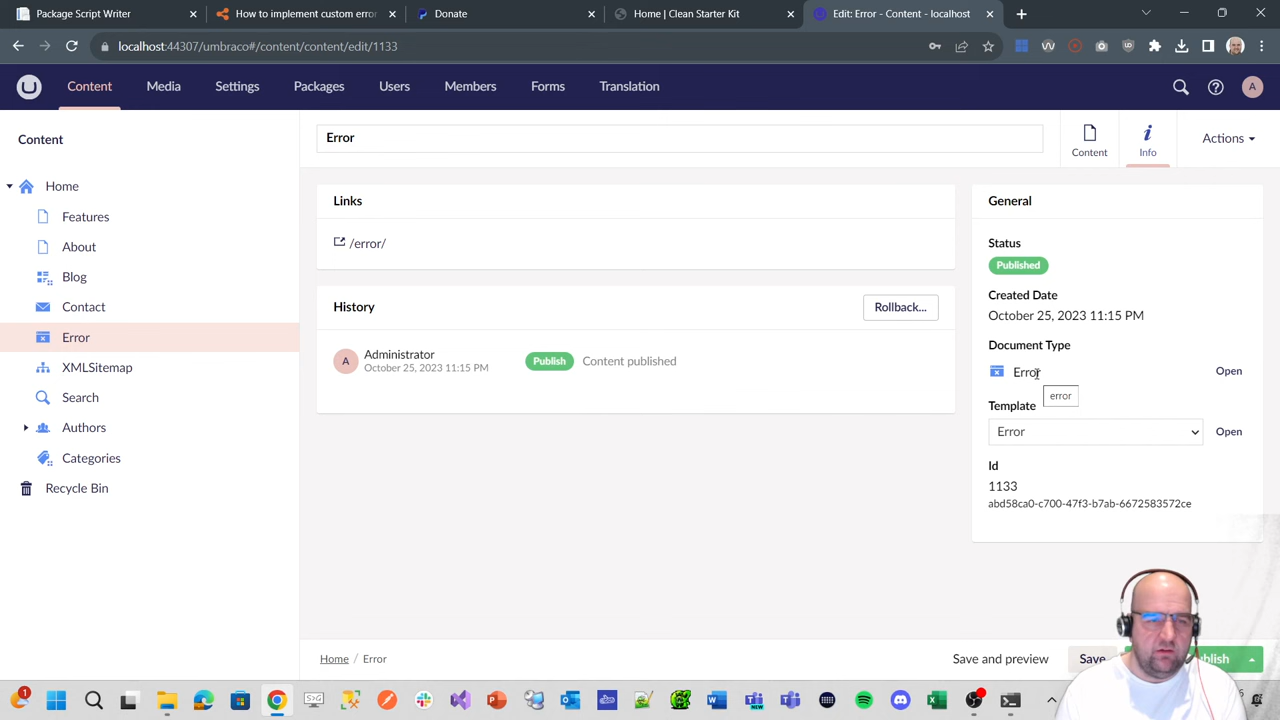 Package Script Writer
How to implement custom error
Donate
Home | Clean Starter Kit
Edit: Error - Content - localhost
localhost:44307/umbraco#/content/content/edit/1133
Content
Media
Settings
Packages
Users
Members
Forms
Translation
A
Content
Home
Features
About
Blog
Contact
Error
XMLSitemap
Search
Authors
Categories
Recycle Bin
Error
Content
Info
Actions
Links
/error/
History
Rollback...
A
Administrator
October 25, 2023 11:15 PM
Publish
Content published
General
Status
Published
Created Date
October 25, 2023 11:15 PM
Document Type
Error
Open
error
Template
Error
Open
Id
1133
abd58ca0-c700-47f3-b7ab-6672583572ce
Home / Error
Save and preview
Save
1